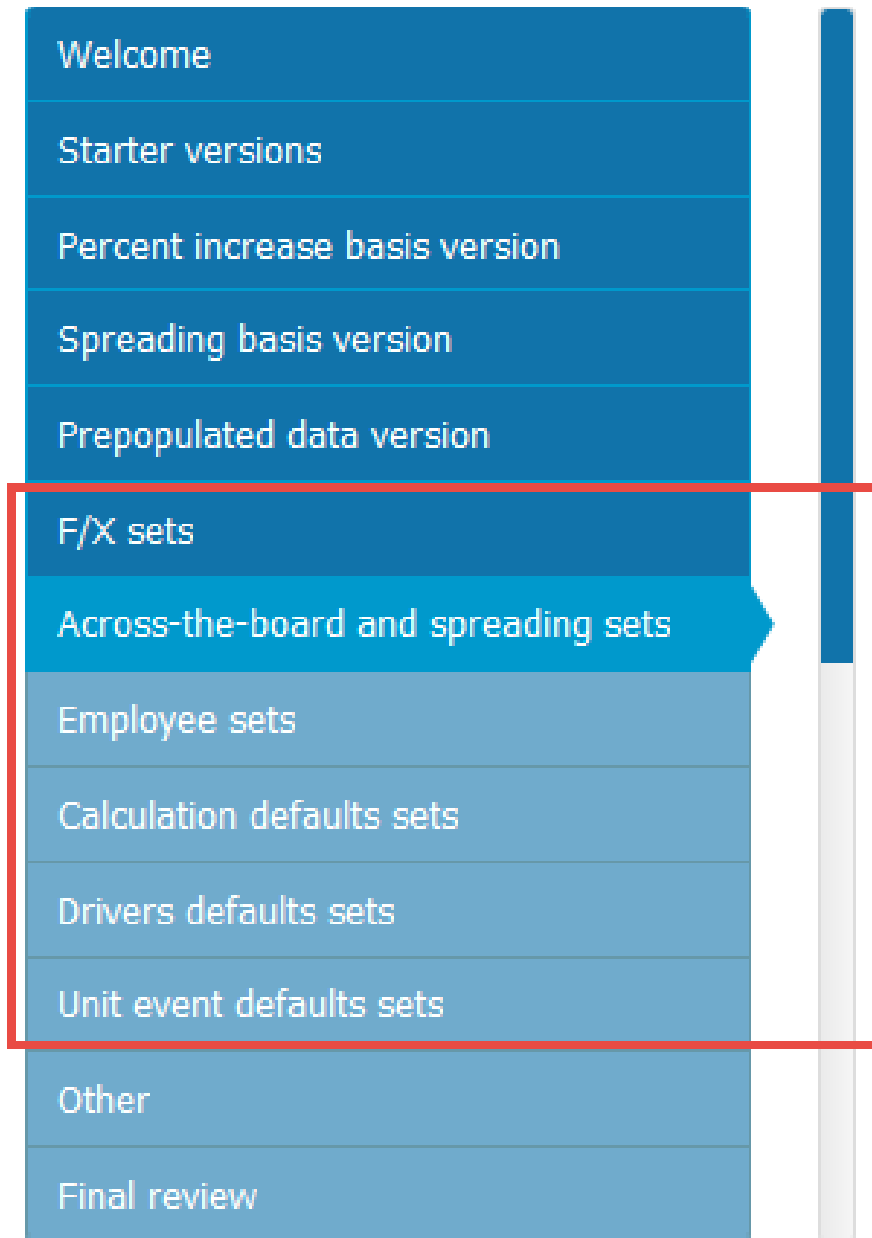 Welcome
Starter versions
Percent increase basis version
Spreading basis version
Prepopulated data version
F/X sets
Across-the-board and spreading sets
Employee sets
Calculation defaults sets
Drivers defaults sets
Unit event defaults sets
Other
Final review